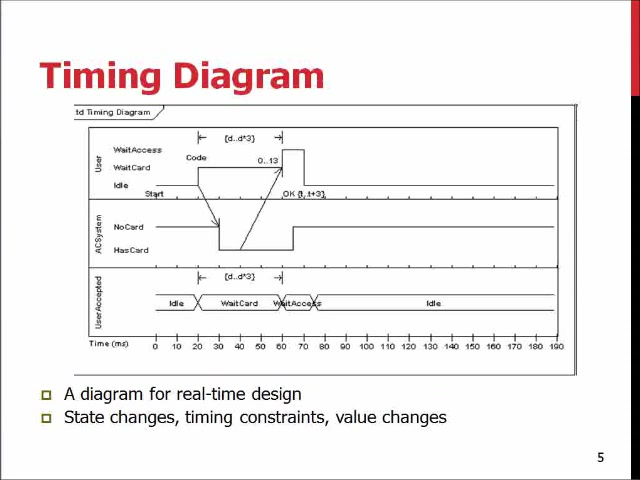 Timing Diagram
td Timing Diagram
{d..d*3}
WaitAccess
Code
0..13
WaitCard
User
Idle
Start
OK {t, t+3}
NoCard
ACSystem
HasCard
{d..d*3}
UserAccepted
Idle WaitCard WaitAccess Idle
Time (ms) 0 10 20 30 40 50 60 70 80 90 100 110 120 130 140 150 160 170 180 190
A diagram for real-time design
State changes, timing constraints, value changes
5